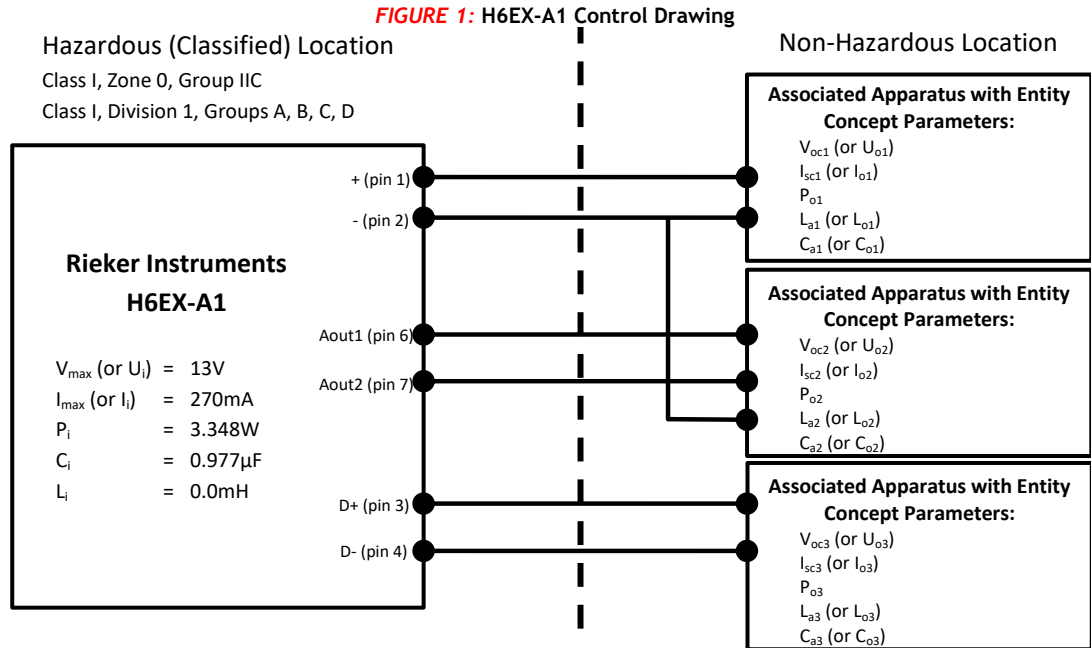 FIGURE 1: H6EX-A1 Control Drawing
Hazardous (Classified) Location
Class I, Zone 0, Group IIC
Class I, Division 1, Groups A, B, C, D
Non-Hazardous Location
Rieker Instruments
H6EX-A1
Vmax (or Ui) = 13V
Imax (or Ii) = 270mA
Pi = 3.348W
Ci = 0.977µF
Li = 0.0mH
+ (pin 1)
- (pin 2)
Aout1 (pin 6)
Aout2 (pin 7)
D+ (pin 3)
D- (pin 4)
Associated Apparatus with Entity
Concept Parameters:
Voc1 (or Uo1)
Isc1 (or Io1)
Po1
La1 (or Lo1)
Ca1 (or Co1)
Associated Apparatus with Entity
Concept Parameters:
Voc2 (or Uo2)
Isc2 (or Io2)
Po2
La2 (or Lo2)
Ca2 (or Co2)
Associated Apparatus with Entity
Concept Parameters:
Voc3 (or Uo3)
Isc3 (or Io3)
Po3
La3 (or Lo3)
Ca3 (or Co3)